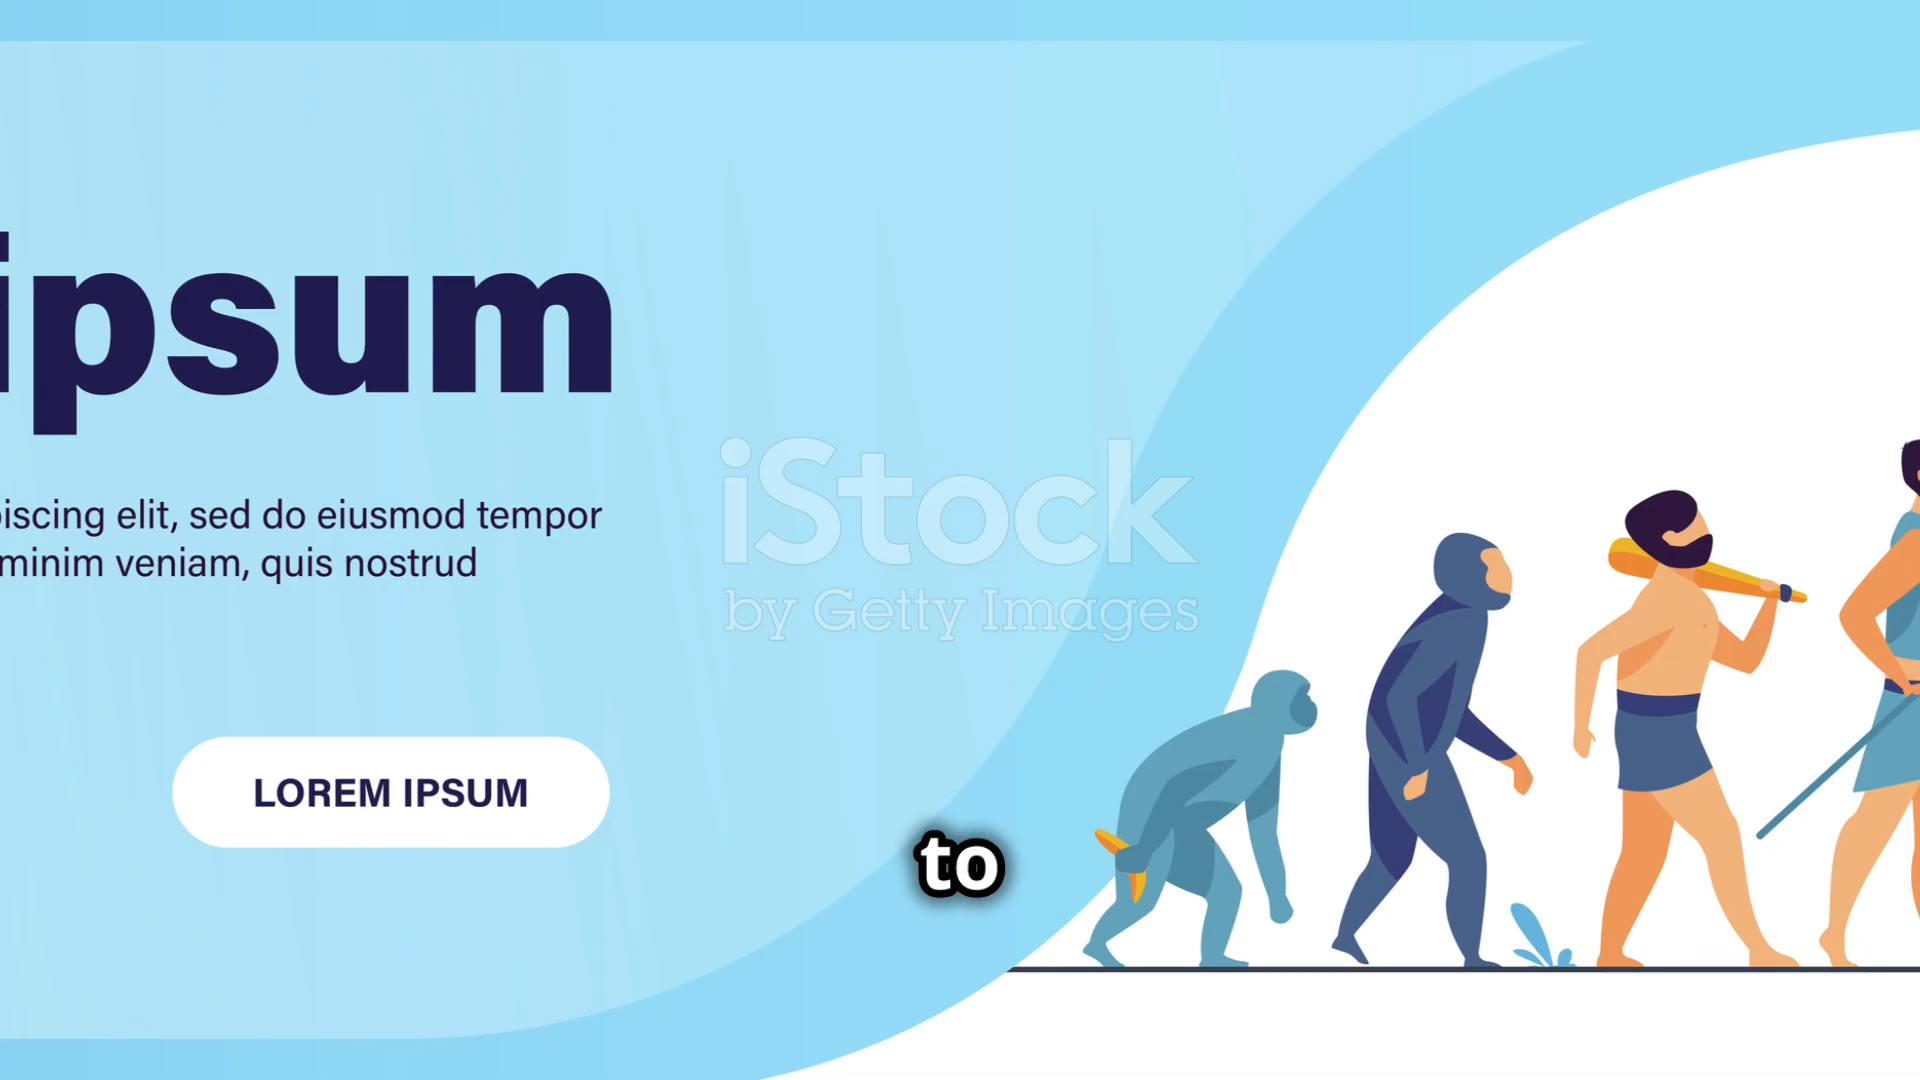 ipsum
iscing elit, sed do eiusmod tempor
minim veniam, quis nostrud
iStock
by Getty Images
LOREM IPSUM
to